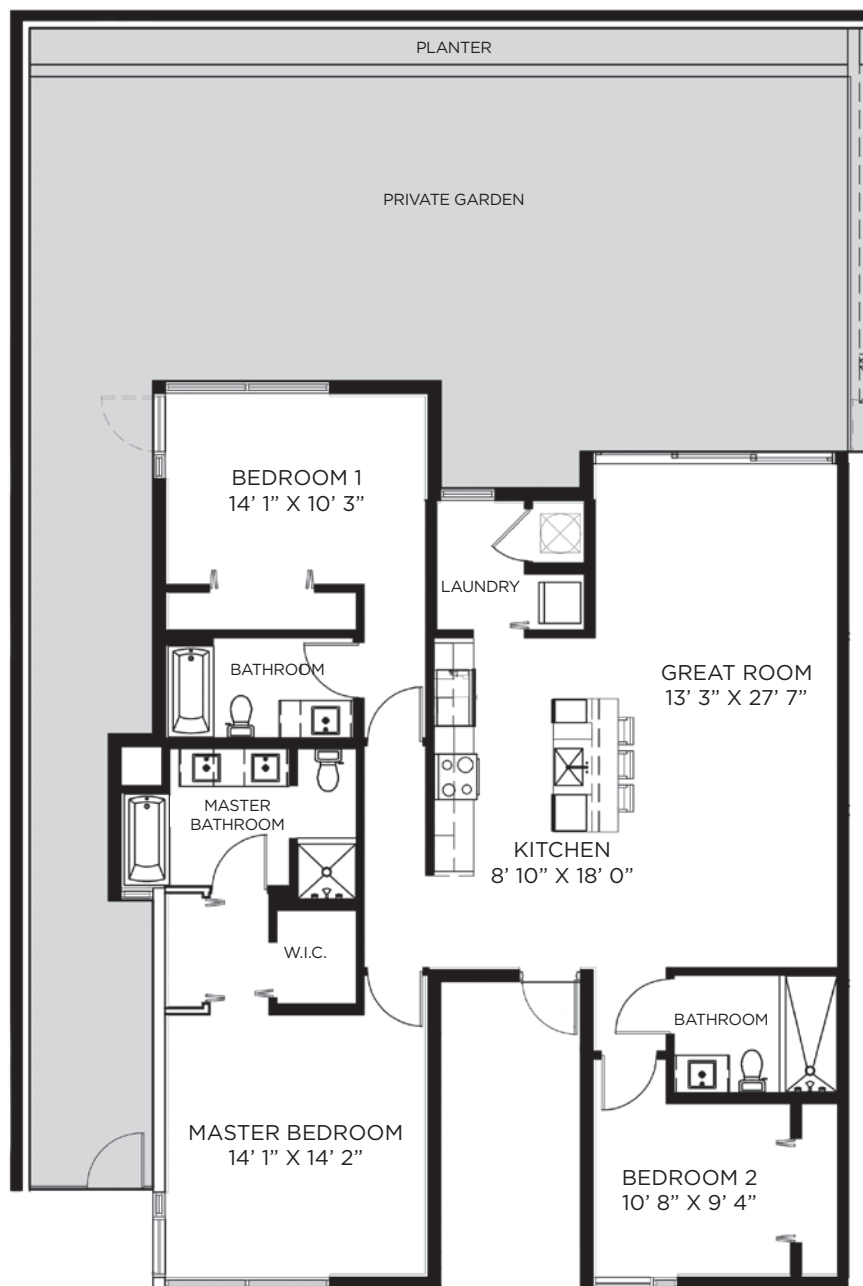 PLANTER
PRIVATE GARDEN
BEDROOM 1
14’ 1” X 10’ 3”
LAUNDRY
BATHROOM
GREAT ROOM
13’ 3” X 27’ 7”
MASTER
BATHROOM
KITCHEN
8’ 10” X 18’ 0”
W.I.C.
BATHROOM
MASTER BEDROOM
14’ 1” X 14’ 2”
BEDROOM 2
10’ 8” X 9’ 4”